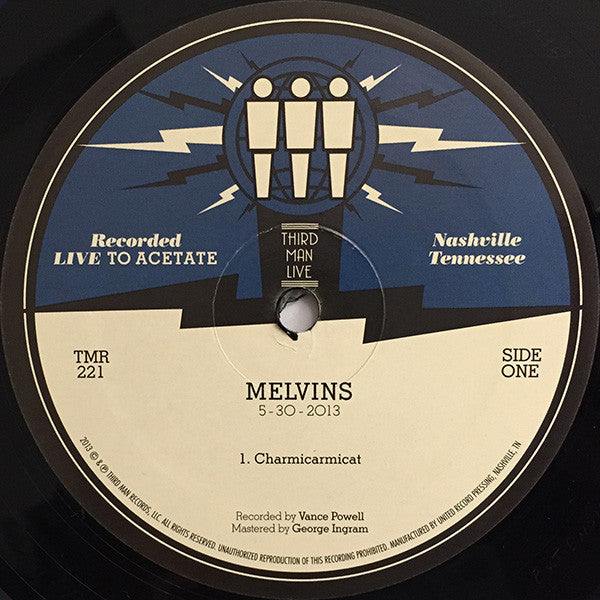 Recorded
LIVE TO ACETATE
THIRD
MAN
LIVE
Nashville
Tennessee
TMR
221
SIDE
ONE
MELVINS
5-30-2013
1. Charmicarmicat
Recorded by Vance Powell
Mastered by George Ingram
2013 © & ℗ THIRD MAN RECORDS, LLC. ALL RIGHTS RESERVED. UNAUTHORIZED REPRODUCTION OF THIS RECORDING PROHIBITED. MANUFACTURED BY UNITED RECORD PRESSING, NASHVILLE, TN